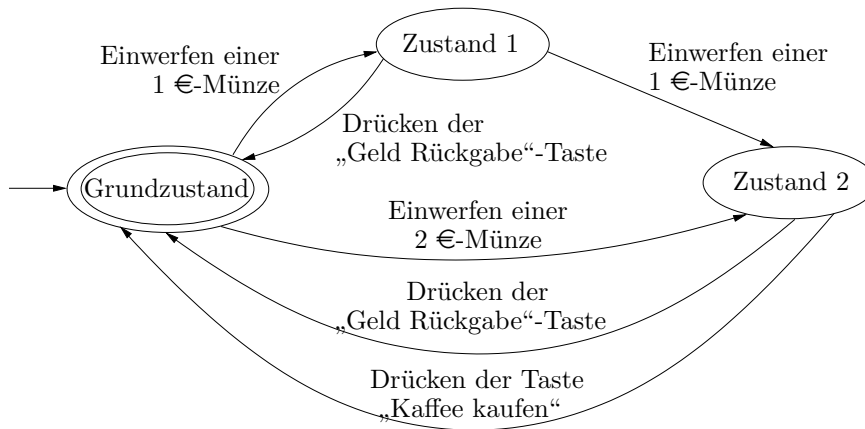 Zustand 1
Einwerfen einer
1 €-Münze
Einwerfen einer
1 €-Münze
Drücken der
„Geld Rückgabe“-Taste
Grundzustand
Zustand 2
Einwerfen einer
2 €-Münze
Drücken der
„Geld Rückgabe“-Taste
Drücken der Taste
„Kaffee kaufen“